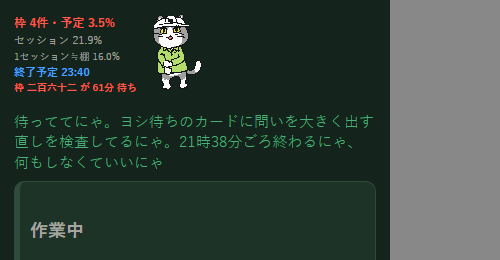 枠 4件・予定 3.5%
セッション 21.9%
1セッション≒棚 16.0%
終了予定 23:40
枠 二百六十二 が 61分 待ち
待っててにゃ。ヨシ待ちのカードに問いを大きく出す
直しを検査してるにゃ。21時38分ごろ終わるにゃ、
何もしなくていいにゃ
作業中